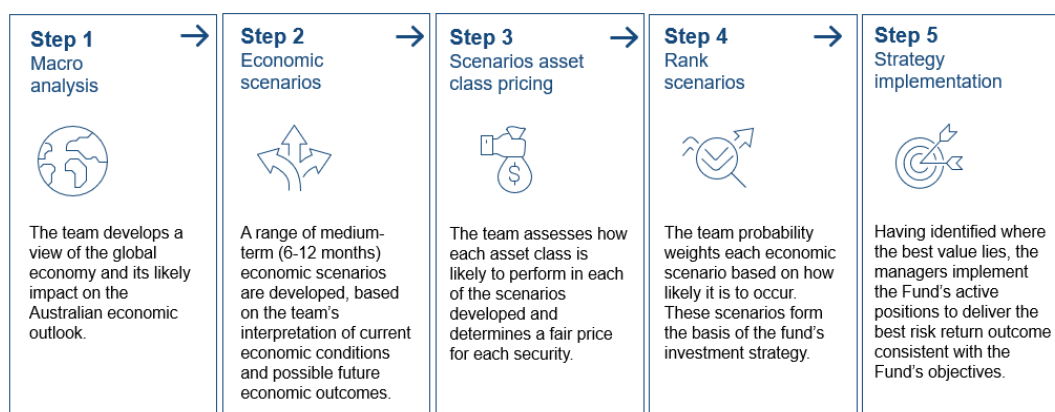 Step 1
Macro
analysis
The team develops a
view of the global
economy and its likely
impact on the
Australian economic
outlook.
Step 2
Economic
scenarios
A range of medium-
term (6-12 months)
economic scenarios
are developed, based
on the team's
interpretation of current
economic conditions
and possible future
economic outcomes.
Step 3
Scenarios asset
class pricing
$
The team assesses how
each asset class is
likely to perform in each
of the scenarios
developed and
determines a fair price
for each security.
Step 4
Rank
scenarios
The team probability
weights each economic
scenario based on how
likely it is to occur.
These scenarios form
the basis of the fund's
investment strategy.
Step 5
Strategy
implementation
Having identified where
the best value lies, the
managers implement
the Fund's active
positions to deliver the
best risk return outcome
consistent with the
Fund's objectives.